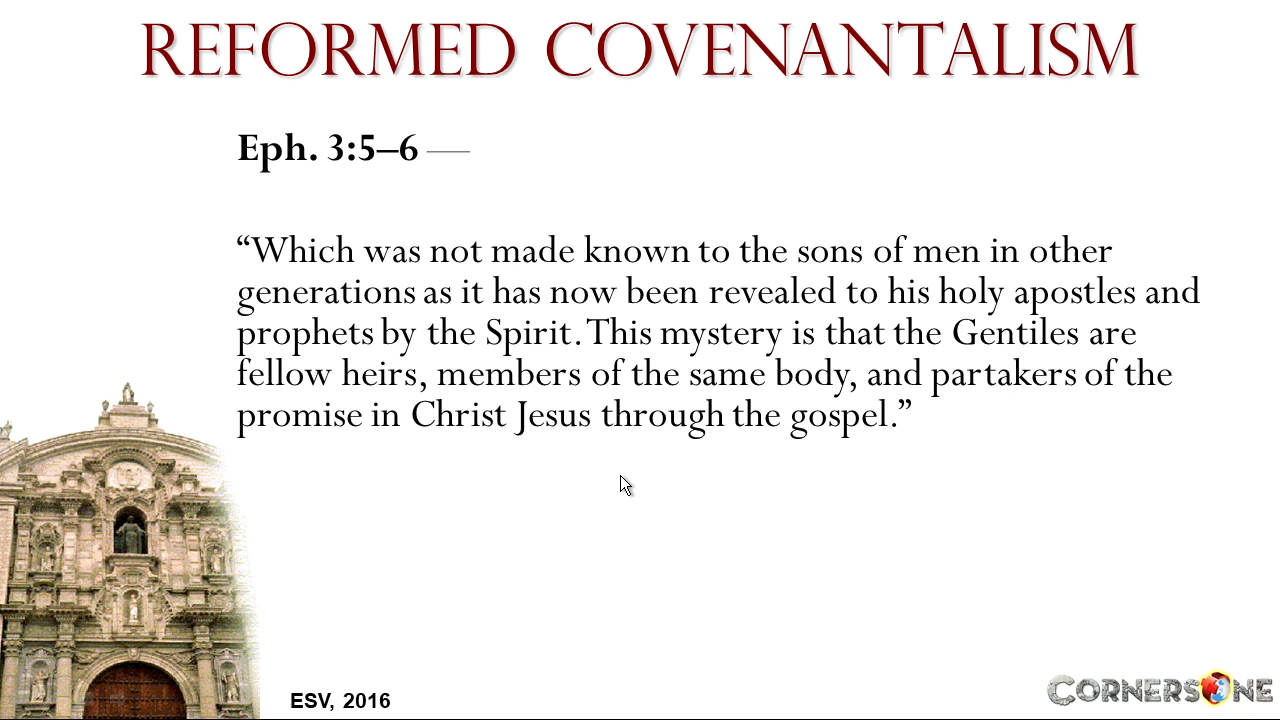 REFORMED COVENANTALISM
Eph. 3:5–6 —
“Which was not made known to the sons of men in other
generations as it has now been revealed to his holy apostles and
prophets by the Spirit. This mystery is that the Gentiles are
fellow heirs, members of the same body, and partakers of the
promise in Christ Jesus through the gospel.”
ESV, 2016
CORNERSONE